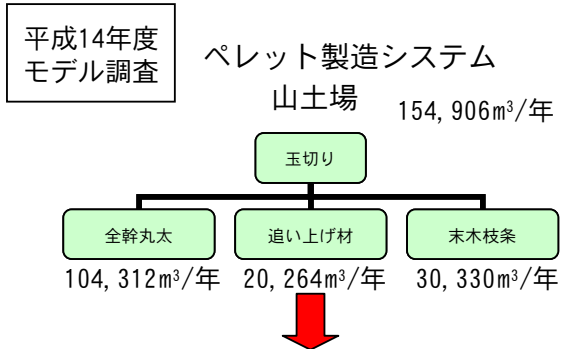 平成14年度
モデル調査
ペレット製造システム
山土場
154,906m³/年
玉切り
全幹丸太
追い上げ材
末木枝条
104,312m³/年
20,264m³/年
30,330m³/年